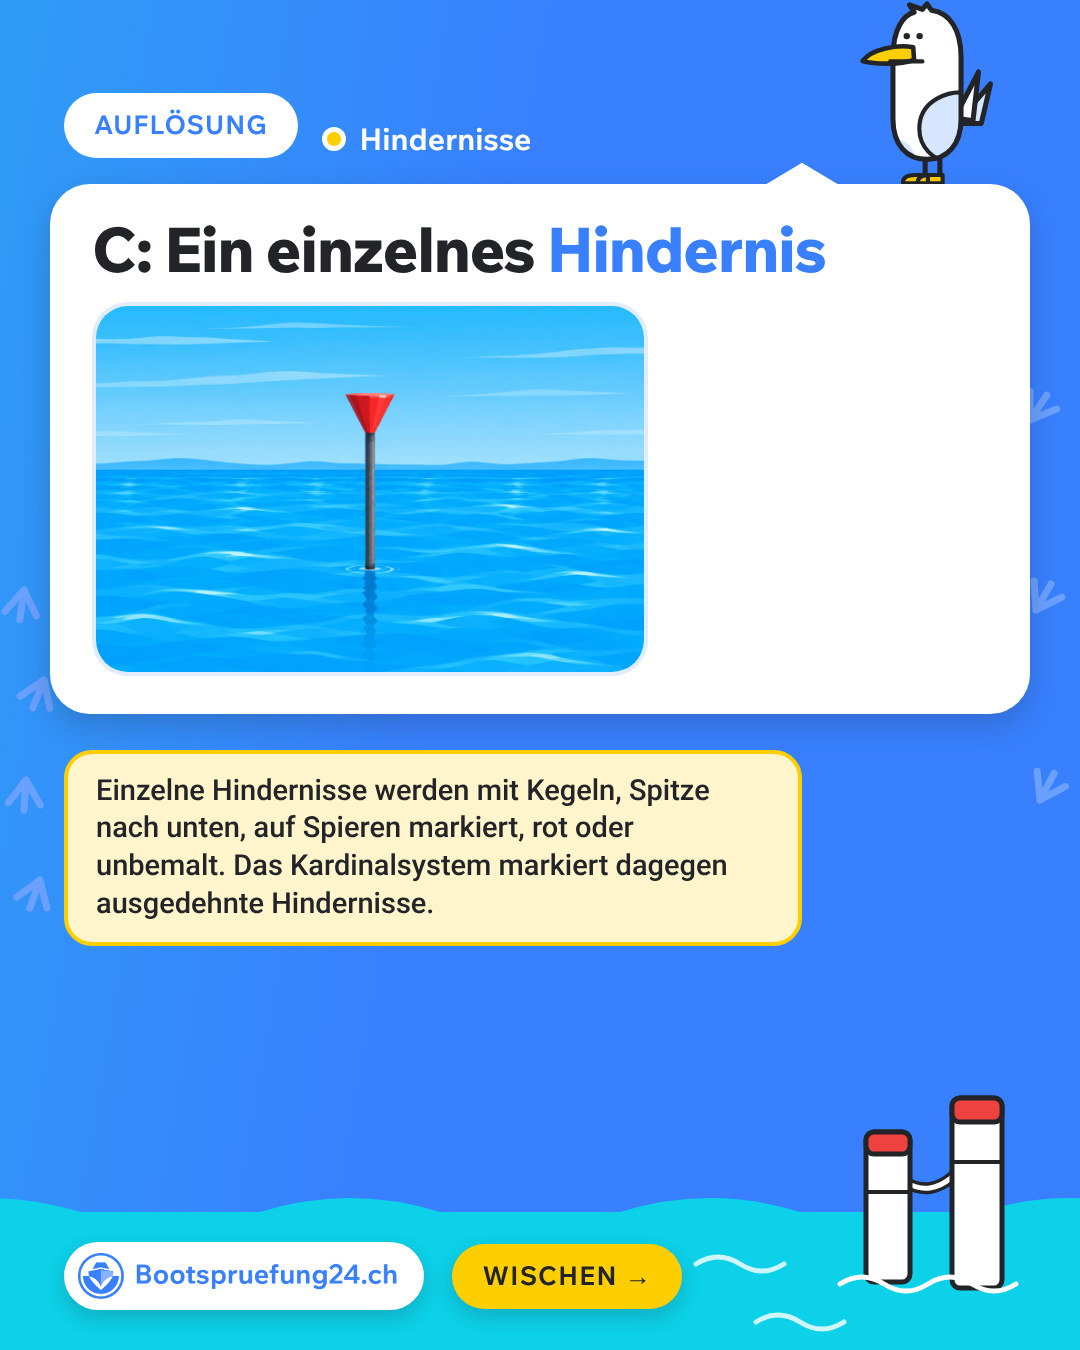 AUFLÖSUNG
Hindernisse
C: Ein einzelnes Hindernis
Einzelne Hindernisse werden mit Kegeln, Spitze
nach unten, auf Spieren markiert, rot oder
unbemalt. Das Kardinalsystem markiert dagegen
ausgedehnte Hindernisse.
Bootspruefung24.ch
WISCHEN →